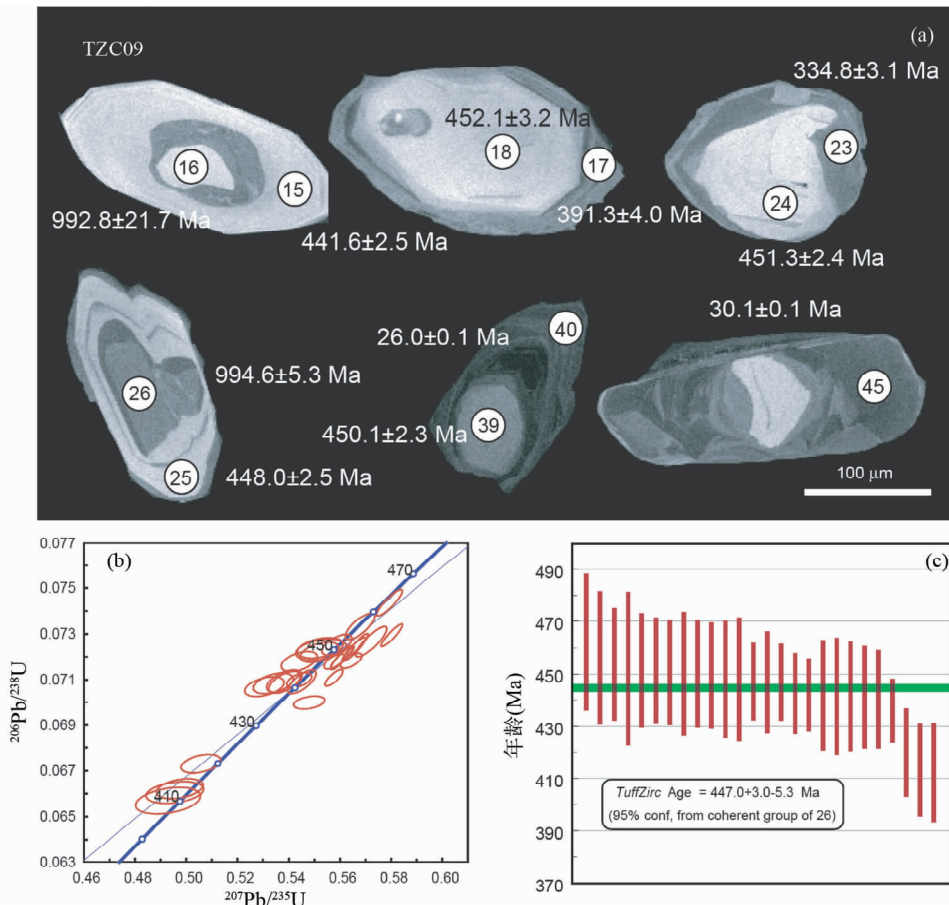 TZC09
(a)
334.8±3.1 Ma
452.1±3.2 Ma
16
15
18
17
23
24
992.8±21.7 Ma
441.6±2.5 Ma
391.3±4.0 Ma
451.3±2.4 Ma
30.1±0.1 Ma
26.0±0.1 Ma
40
994.6±5.3 Ma
26
45
450.1±2.3 Ma
39
25
448.0±2.5 Ma
100 μm
(b)
0.077
0.075
0.073
0.071
0.069
0.067
0.065
0.063
²⁰⁶Pb/²³⁸U
470
450
430
410
0.46
0.48
0.50
0.52
0.54
0.56
0.58
0.60
²⁰⁷Pb/²³⁵U
(c)
490
470
450
430
410
390
370
年龄(Ma)
TuffZirc Age = 447.0+3.0-5.3 Ma
(95% conf, from coherent group of 26)